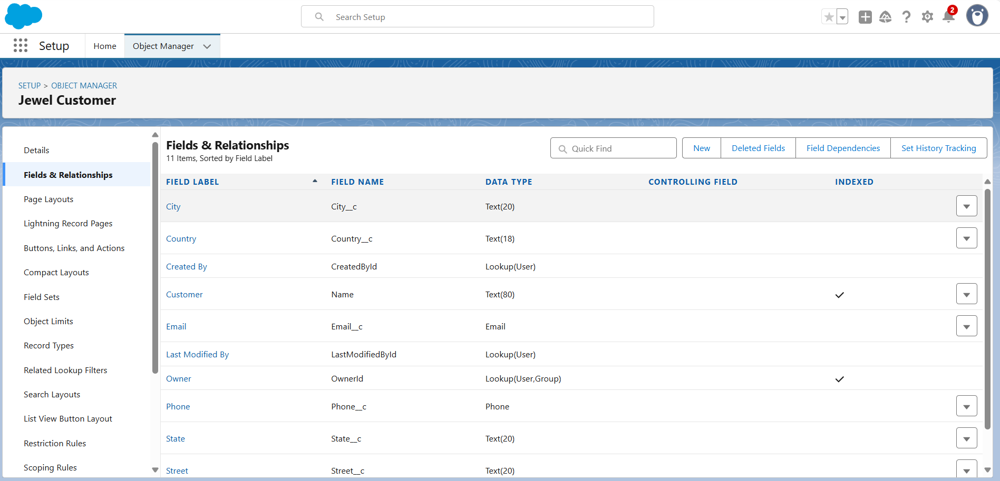 Search Setup
2
Setup
Home
Object Manager
SETUP > OBJECT MANAGER
Jewel Customer
Details
Fields & Relationships
Page Layouts
Lightning Record Pages
Buttons, Links, and Actions
Compact Layouts
Field Sets
Object Limits
Record Types
Related Lookup Filters
Search Layouts
List View Button Layout
Restriction Rules
Scoping Rules
Fields & Relationships
11 Items, Sorted by Field Label
Quick Find
New
Deleted Fields
Field Dependencies
Set History Tracking
FIELD LABEL FIELD NAME DATA TYPE CONTROLLING FIELD INDEXED
City City__c Text(20)
Country Country__c Text(18)
Created By CreatedById Lookup(User)
Customer Name Text(80)
Email Email__c Email
Last Modified By LastModifiedById Lookup(User)
Owner OwnerId Lookup(User,Group)
Phone Phone__c Phone
State State__c Text(20)
Street Street__c Text(20)